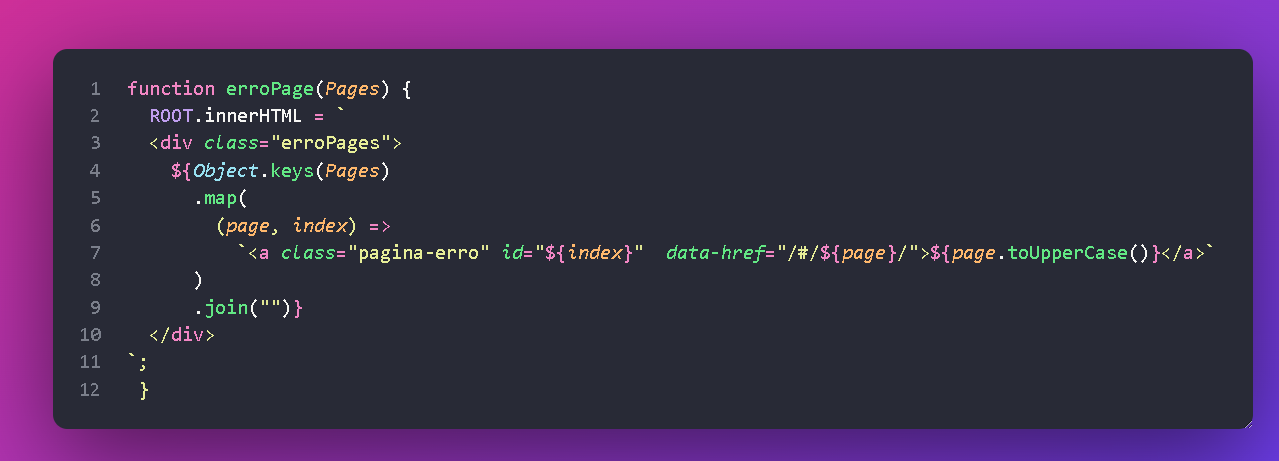 1 function erroPage(Pages) {
2 ROOT.innerHTML = `
3 <div class="erroPages">
4 ${Object.keys(Pages)
5 .map(
6 (page, index) =>
7 `<a class="pagina-erro" id="${index}"  data-href="/#/${page}/">${page.toUpperCase()}</a>`
8 )
9 .join("")}
10 </div>
11 `;
12 }